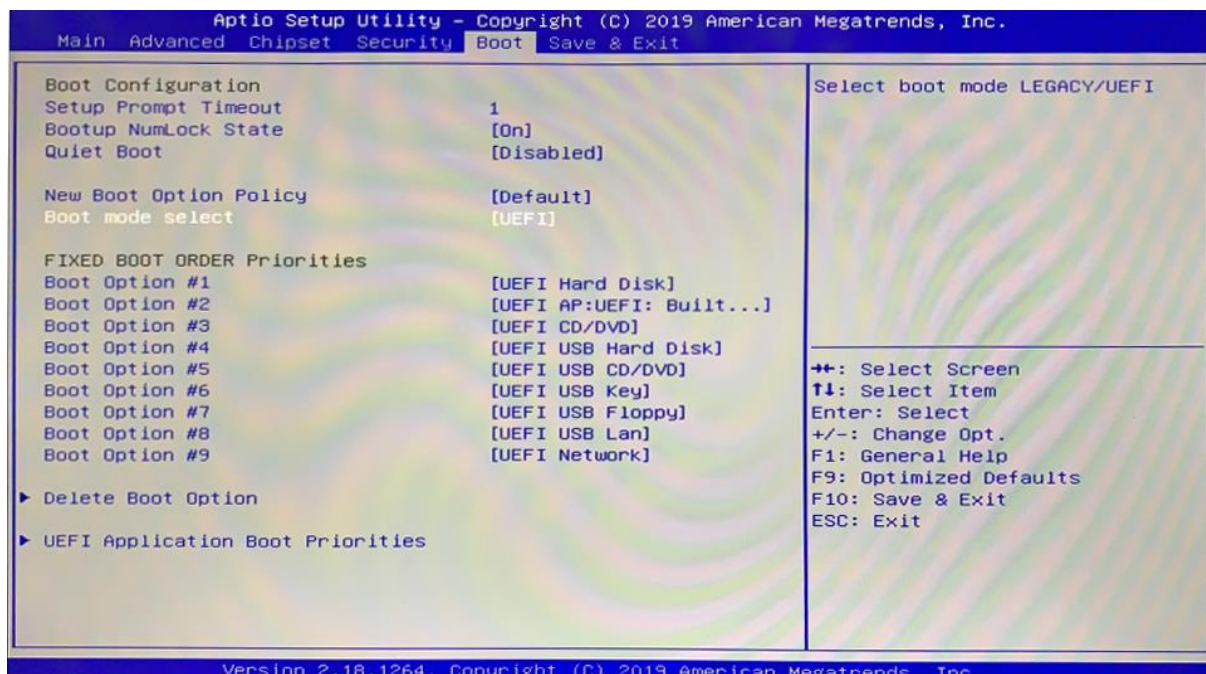 Aptio Setup Utility – Copyright (C) 2019 American Megatrends, Inc.
Main Advanced Chipset Security Boot Save & Exit
Boot Configuration
Setup Prompt Timeout 1
Bootup NumLock State [On]
Quiet Boot [Disabled]
New Boot Option Policy [Default]
Boot mode select [UEFI]
FIXED BOOT ORDER Priorities
Boot Option #1 [UEFI Hard Disk]
Boot Option #2 [UEFI AP:UEFI: Built...]
Boot Option #3 [UEFI CD/DVD]
Boot Option #4 [UEFI USB Hard Disk]
Boot Option #5 [UEFI USB CD/DVD]
Boot Option #6 [UEFI USB Key]
Boot Option #7 [UEFI USB Floppy]
Boot Option #8 [UEFI USB Lan]
Boot Option #9 [UEFI Network]
▶ Delete Boot Option
▶ UEFI Application Boot Priorities
Select boot mode LEGACY/UEFI
→←: Select Screen
↑↓: Select Item
Enter: Select
+/-: Change Opt.
F1: General Help
F9: Optimized Defaults
F10: Save & Exit
ESC: Exit
Version 2.18.1264. Copyright (C) 2019 American Megatrends, Inc.